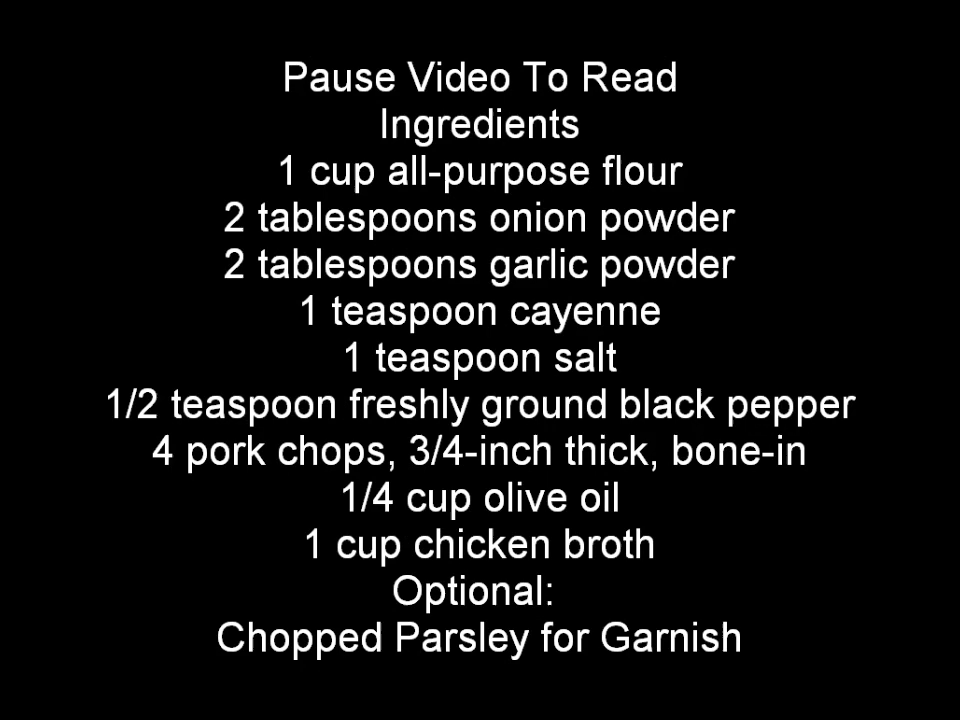 Pause Video To Read
Ingredients
1 cup all-purpose flour
2 tablespoons onion powder
2 tablespoons garlic powder
1 teaspoon cayenne
1 teaspoon salt
1/2 teaspoon freshly ground black pepper
4 pork chops, 3/4-inch thick, bone-in
1/4 cup olive oil
1 cup chicken broth
Optional:
Chopped Parsley for Garnish